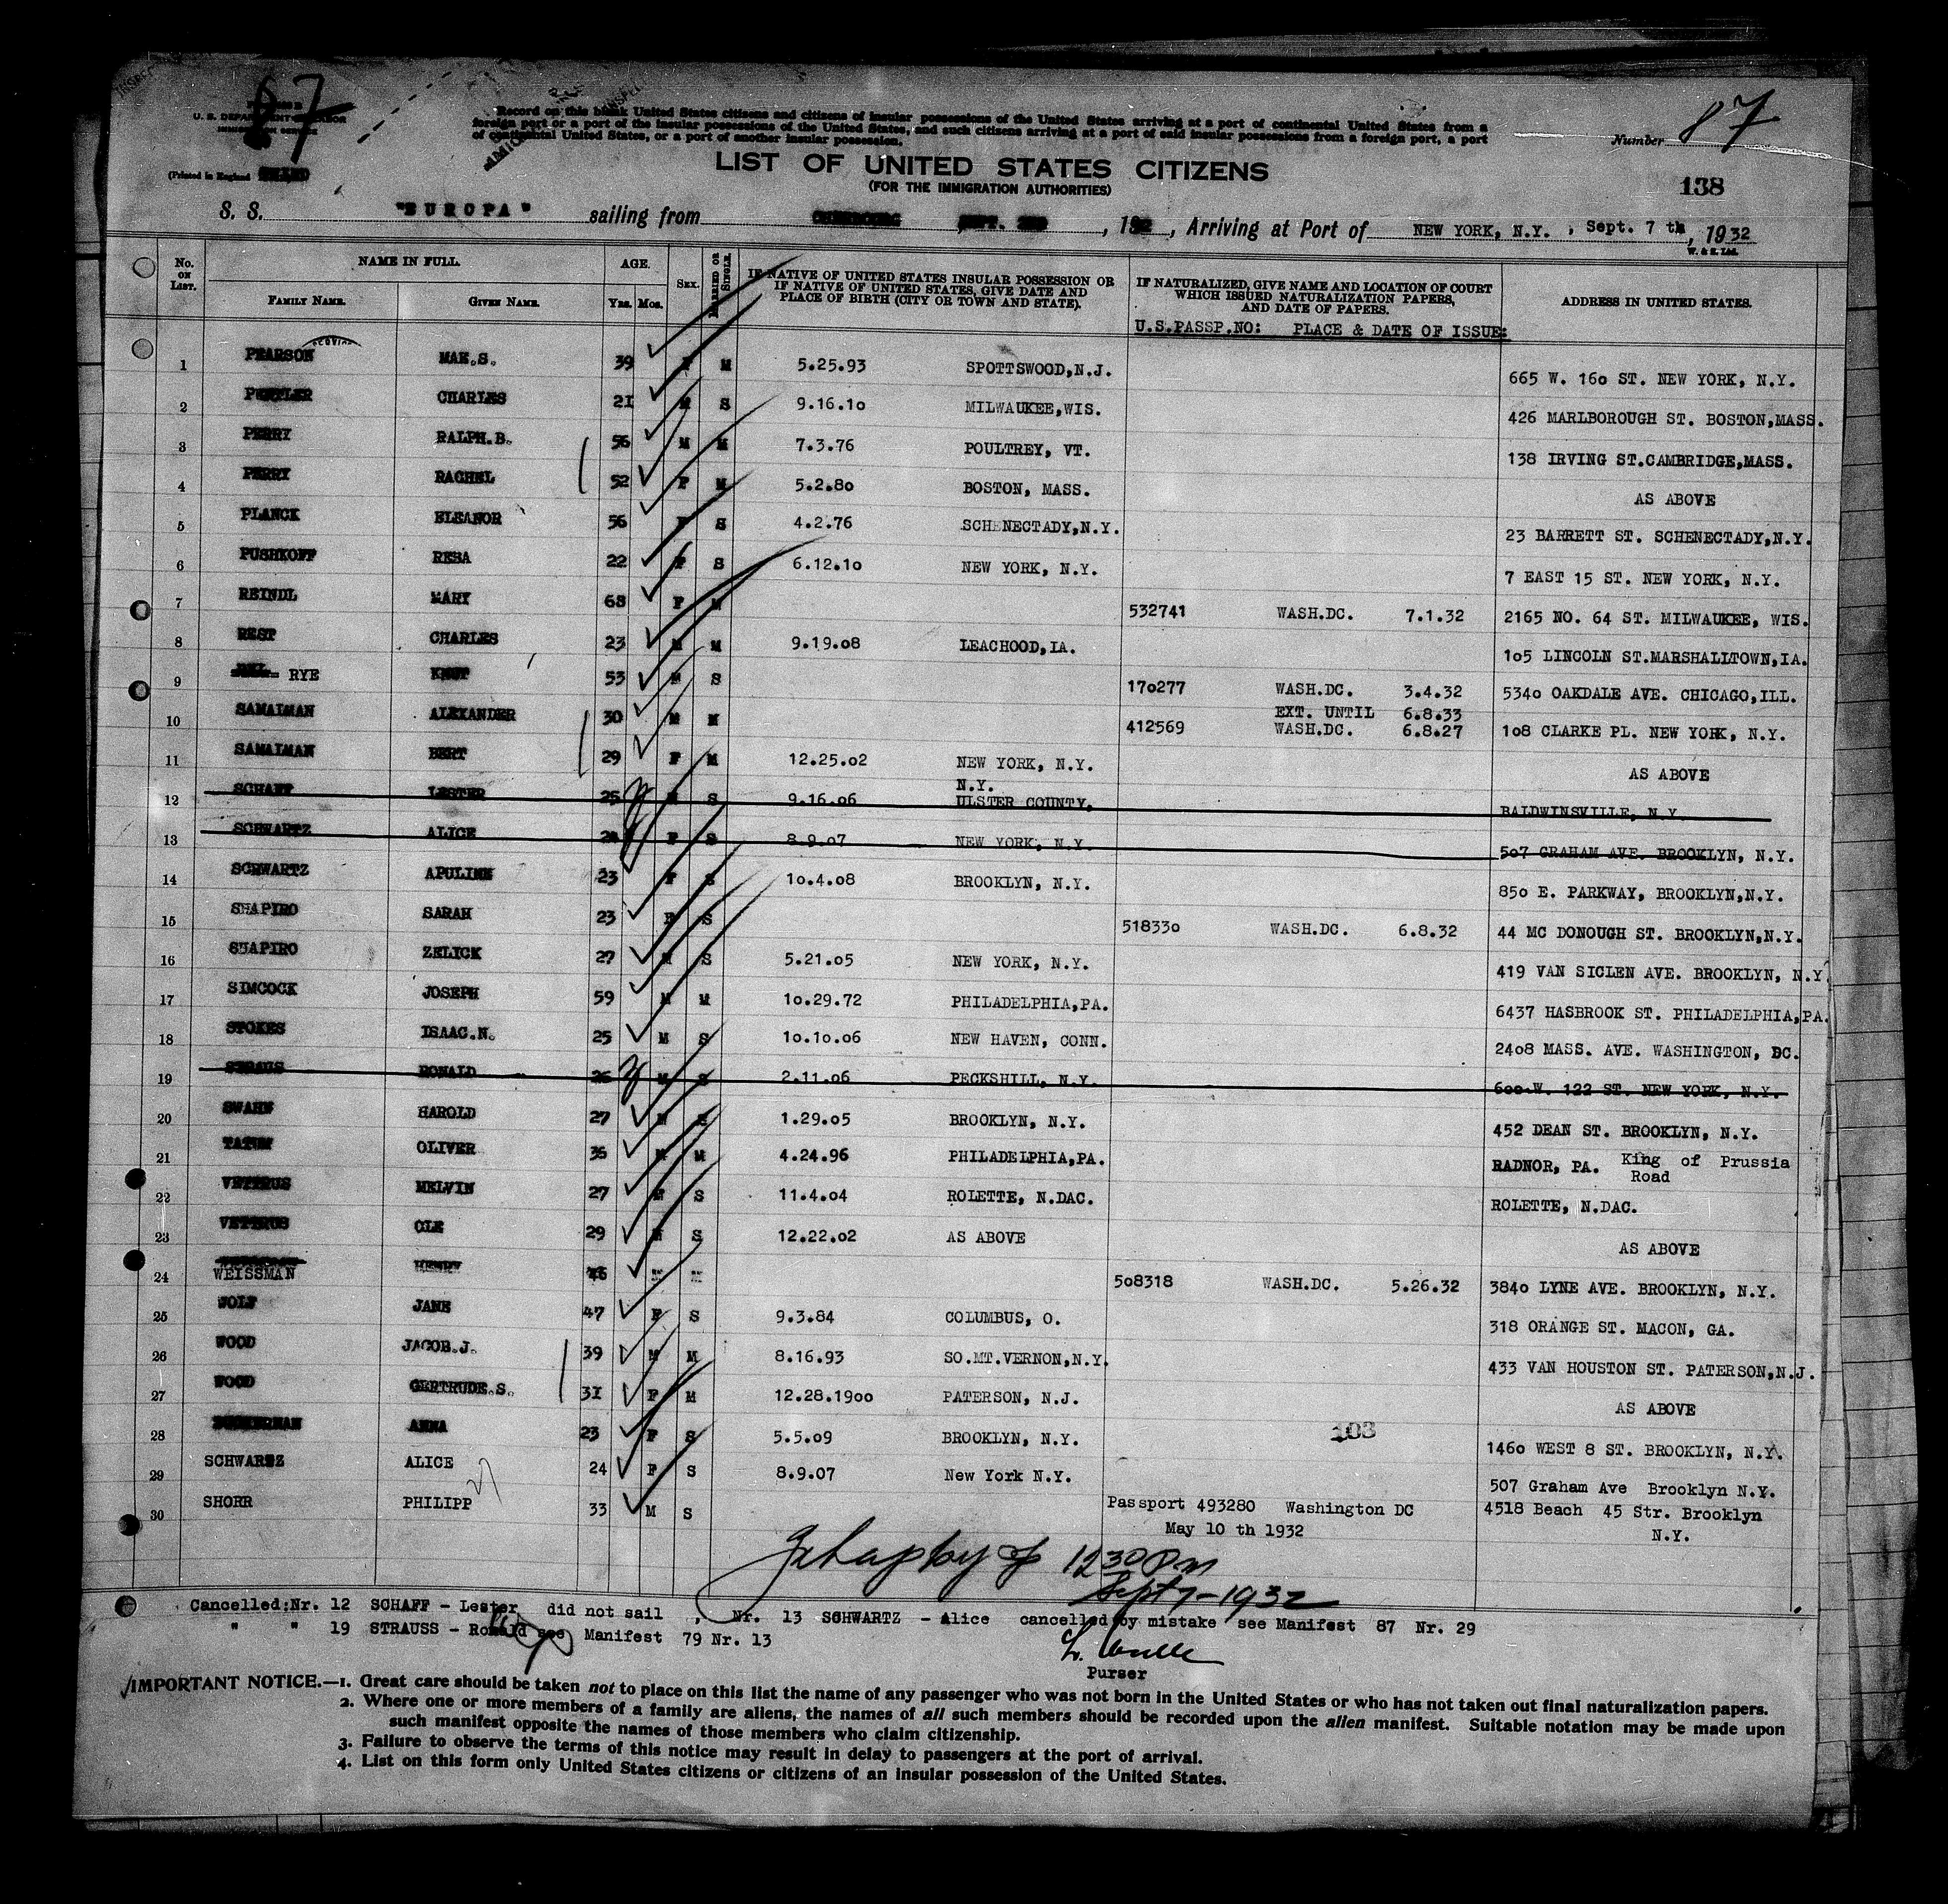 87
Number 87
U. S. DEPARTMENT OF LABOR
IMMIGRATION SERVICE
(Printed in England
Record on this blank United States citizens and citizens of insular possessions of the United States arriving at a port of continental United States from a
foreign port or a port of the insular possessions of the United States, and such citizens arriving at a port of said insular possessions from a foreign port, a port
of continental United States, or a port of another insular possession.
LIST OF UNITED STATES CITIZENS
(FOR THE IMMIGRATION AUTHORITIES)
138
S. S. "EUROPA" sailing from CHERBOURG SEPT. , 19 , Arriving at Port of NEW YORK, N.Y. , Sept. 7 th, 1932
W. & S. Ltd.
No. ON LIST. NAME IN FULL. FAMILY NAME. GIVEN NAME. AGE. Yrs. Mos. SEX. MARRIED OR SINGLE. IF NATIVE OF UNITED STATES INSULAR POSSESSION OR IF NATIVE OF UNITED STATES, GIVE DATE AND PLACE OF BIRTH (CITY OR TOWN AND STATE). IF NATURALIZED, GIVE NAME AND LOCATION OF COURT WHICH ISSUED NATURALIZATION PAPERS, AND DATE OF PAPERS. ADDRESS IN UNITED STATES.
U.S.PASSP.NO: PLACE & DATE OF ISSUE:
1 PEARSON MAE.S. 39 F M 5.25.93 SPOTTSWOOD,N.J. 665 W. 160 ST. NEW YORK, N.Y.
2 CHARLES 21 M S 9.16.10 MILWAUKEE,WIS. 426 MARLBOROUGH ST. BOSTON,MASS.
3 PERRY RALPH.B. 56 M M 7.3.76 POULTREY, VT. 138 IRVING ST.CAMBRIDGE,MASS.
4 PERRY RACHEL 52 F M 5.2.80 BOSTON, MASS. AS ABOVE
5 PLANCK ELEANOR 56 F S 4.2.76 SCHENECTADY,N.Y. 23 BARRETT ST. SCHENECTADY,N.Y.
6 PUSHKOFF REBA 22 F S 6.12.10 NEW YORK, N.Y. 7 EAST 15 ST. NEW YORK, N.Y.
7 REINDL MARY 68 F M 532741 WASH.DC. 7.1.32 2165 NO. 64 ST. MILWAUKEE, WIS.
8 REST CHARLES 23 M M 9.19.08 LEACHOOD,IA. 105 LINCOLN ST.MARSHALLTOWN,IA.
9 RYE KNUT 53 M S 170277 WASH.DC. 3.4.32 5340 OAKDALE AVE. CHICAGO,ILL.
EXT. UNTIL 6.8.33
10 SAMAIMAN ALEXANDER 30 M M 412569 WASH.DC. 6.8.27 108 CLARKE PL. NEW YORK, N.Y.
11 SAMAIMAN BERT 29 F M 12.25.02 NEW YORK, N.Y. AS ABOVE
12 SCHAFF LESTER 25 M S 9.16.06 N.Y. ULSTER COUNTY, BALDWINSVILLE, N.Y.
13 SCHWARTZ ALICE 24 F S 8.9.07 NEW YORK, N.Y. 507 GRAHAM AVE. BROOKLYN, N.Y.
14 SCHWARTZ APULINE 23 F S 10.4.08 BROOKLYN, N.Y. 850 E. PARKWAY, BROOKLYN,N.Y.
15 SHAPIRO SARAH 23 F S 518330 WASH.DC. 6.8.32 44 MC DONOUGH ST. BROOKLYN,N.Y.
16 SHAPIRO ZELICK 27 M S 5.21.05 NEW YORK, N.Y. 419 VAN SICLEN AVE. BROOKLYN, N.Y.
17 SIMCOCK JOSEPH 59 M M 10.29.72 PHILADELPHIA,PA. 6437 HASBROOK ST. PHILADELPHIA,PA.
18 STOKES ISAAC.N. 25 M S 10.10.06 NEW HAVEN, CONN. 2408 MASS. AVE. WASHINGTON, DC.
19 STRAUS RONALD 26 M S 2.11.06 PECKSHILL, N.Y. 600 W. 122 ST. NEW YORK, N.Y.
20 SWAHN HAROLD 27 M S 1.29.05 BROOKLYN, N.Y. 452 DEAN ST. BROOKLYN, N.Y.
21 TATUM OLIVER 36 M M 4.24.96 PHILADELPHIA,PA. RADNOR, PA. King of Prussia Road
22 VETTRUS MELVIN 27 M S 11.4.04 ROLETTE, N.DAC. ROLETTE, N.DAC.
23 VETTRUS OLE 29 M S 12.22.02 AS ABOVE AS ABOVE
24 WEISSMAN HENRY 46 M M 508318 WASH.DC. 5.26.32 3840 LYNE AVE. BROOKLYN, N.Y.
25 WOLF JANE 47 F S 9.3.84 COLUMBUS, O. 318 ORANGE ST. MACON, GA.
26 WOOD JACOB.J. 39 M M 8.16.93 SO.MT.VERNON,N.Y. 433 VAN HOUSTON ST. PATERSON,N.J.
27 WOOD GERTRUDE.S. 31 F M 12.28.1900 PATERSON, N.J. AS ABOVE
28 ANNA 23 F S 5.5.09 BROOKLYN, N.Y. 103 1460 WEST 8 ST. BROOKLYN, N.Y.
29 SCHWARZ ALICE 24 F S 8.9.07 New York N.Y. 507 Graham Ave Brooklyn N.Y.
30 SHORR PHILIPP 33 M S Passport 493280 Washington DC May 10 th 1932 4518 Beach 45 Str. Brooklyn N.Y.
1230 Pm
Sept 7-1932
Cancelled:Nr. 12 SCHAFF - Lester did not sail , Nr. 13 SCHWARTZ - Alice cancelled by mistake see Manifest 87 Nr. 29
" " 19 STRAUSS - Ronald see Manifest 79 Nr. 13
Purser
IMPORTANT NOTICE.—1. Great care should be taken not to place on this list the name of any passenger who was not born in the United States or who has not taken out final naturalization papers.
2. Where one or more members of a family are aliens, the names of all such members should be recorded upon the alien manifest. Suitable notation may be made upon
such manifest opposite the names of those members who claim citizenship.
3. Failure to observe the terms of this notice may result in delay to passengers at the port of arrival.
4. List on this form only United States citizens or citizens of an insular possession of the United States.